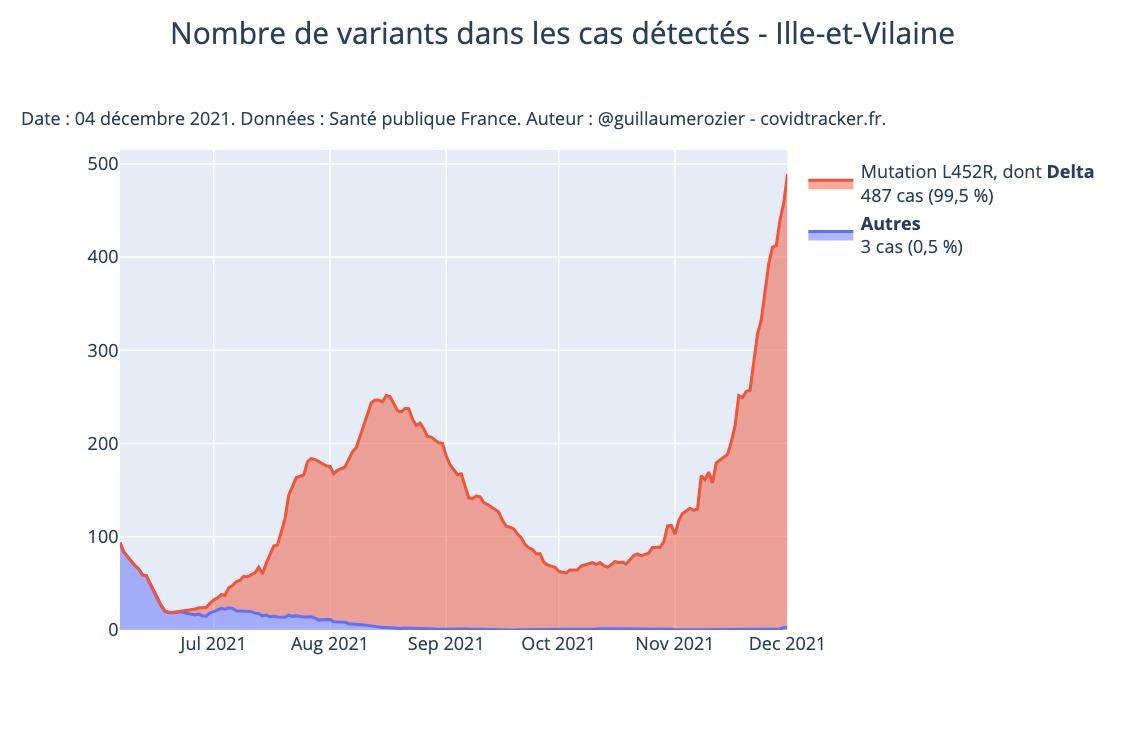 Nombre de variants dans les cas détectés - Ille-et-Vilaine
Date : 04 décembre 2021. Données : Santé publique France. Auteur : @guillaumerozier - covidtracker.fr.
500
400
300
200
100
0
Jul 2021
Aug 2021
Sep 2021
Oct 2021
Nov 2021
Dec 2021
Mutation L452R, dont Delta
487 cas (99,5 %)
Autres
3 cas (0,5 %)